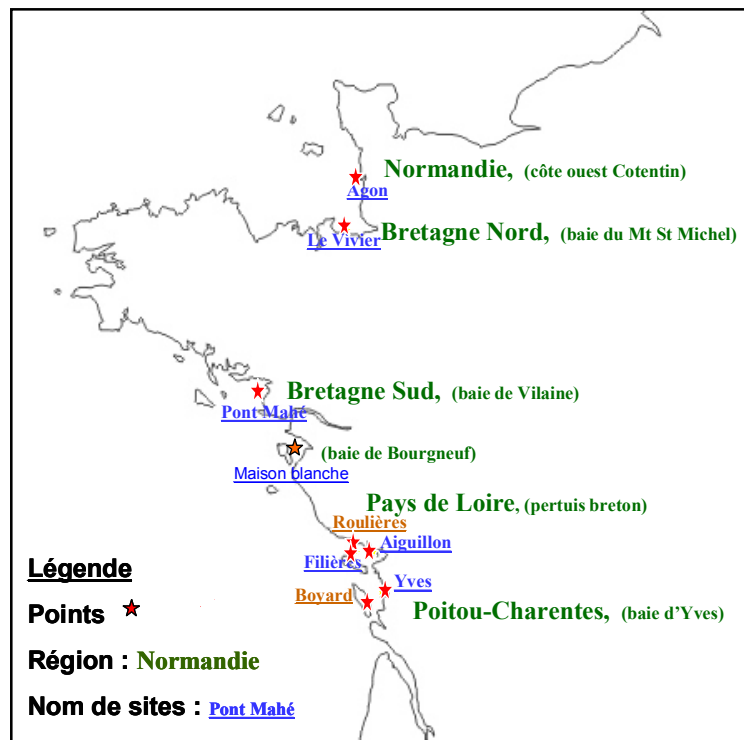 Normandie, (côte ouest Cotentin)
Agon
Bretagne Nord, (baie du Mt St Michel)
Le Vivier
Bretagne Sud, (baie de Vilaine)
Pont Mahé
(baie de Bourgneuf)
Maison blanche
Pays de Loire, (pertuis breton)
Roulières
Aiguillon
Filières
Yves
Boyard
Poitou-Charentes, (baie d'Yves)
Légende
Points
Région : Normandie
Nom de sites : Pont Mahé